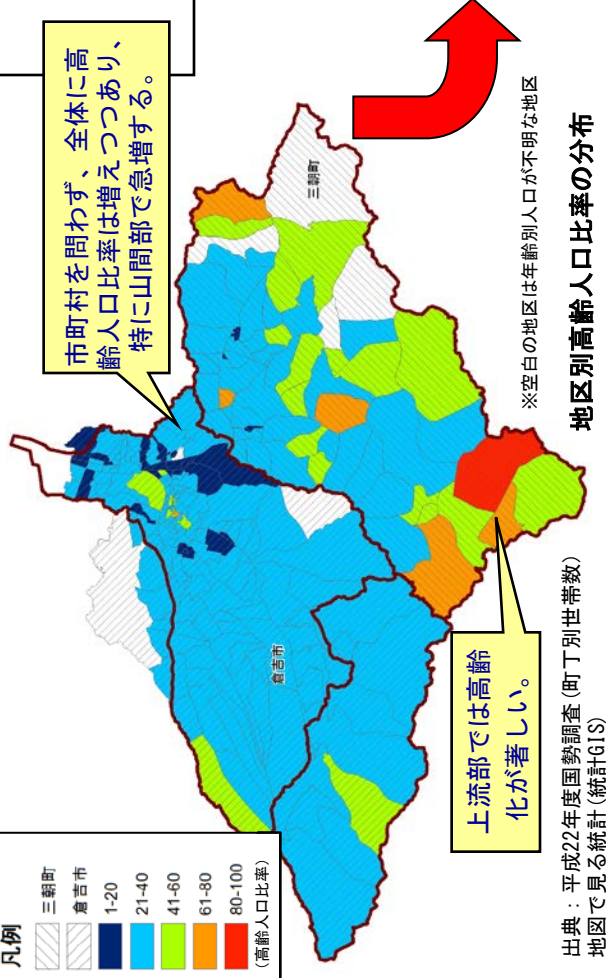 凡例
三朝町
倉吉市
1-20
21-40
41-60
61-80
80-100
(高齢人口比率)
市町村を問わず、全体に高
齢人口比率は増えつつあり、
特に山間部で急増する。
三朝町
倉吉市
上流部では高齢
化が著しい。
※空白の地区は年齢別人口が不明な地区
地区別高齢人口比率の分布
出典：平成22年度国勢調査(町丁別世帯数)
地図で見る統計(統計GIS)